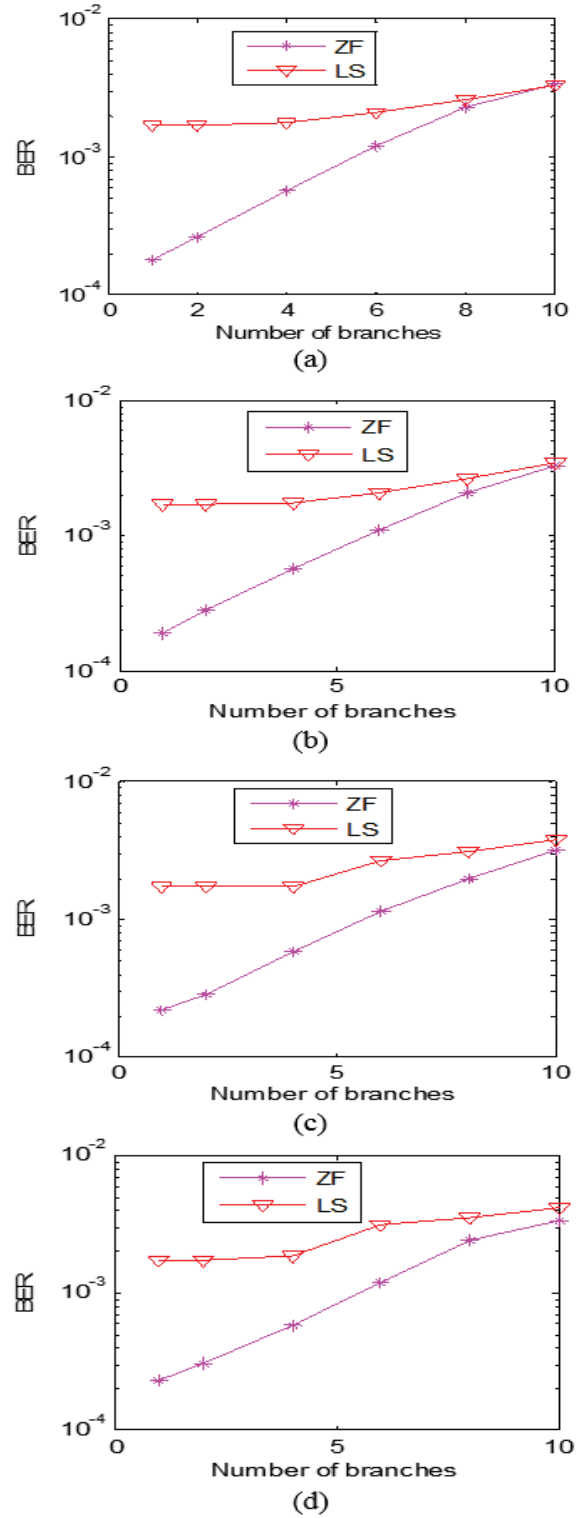 10^-2
ZF
LS
10^-3
BER
10^-4
0 2 4 6 8 10
Number of branches
(a)
10^-2
ZF
LS
10^-3
BER
10^-4
0 5 10
Number of branches
(b)
10^-2
ZF
LS
10^-3
BER
10^-4
0 5 10
Number of branches
(c)
10^-2
ZF
LS
10^-3
BER
10^-4
0 5 10
Number of branches
(d)